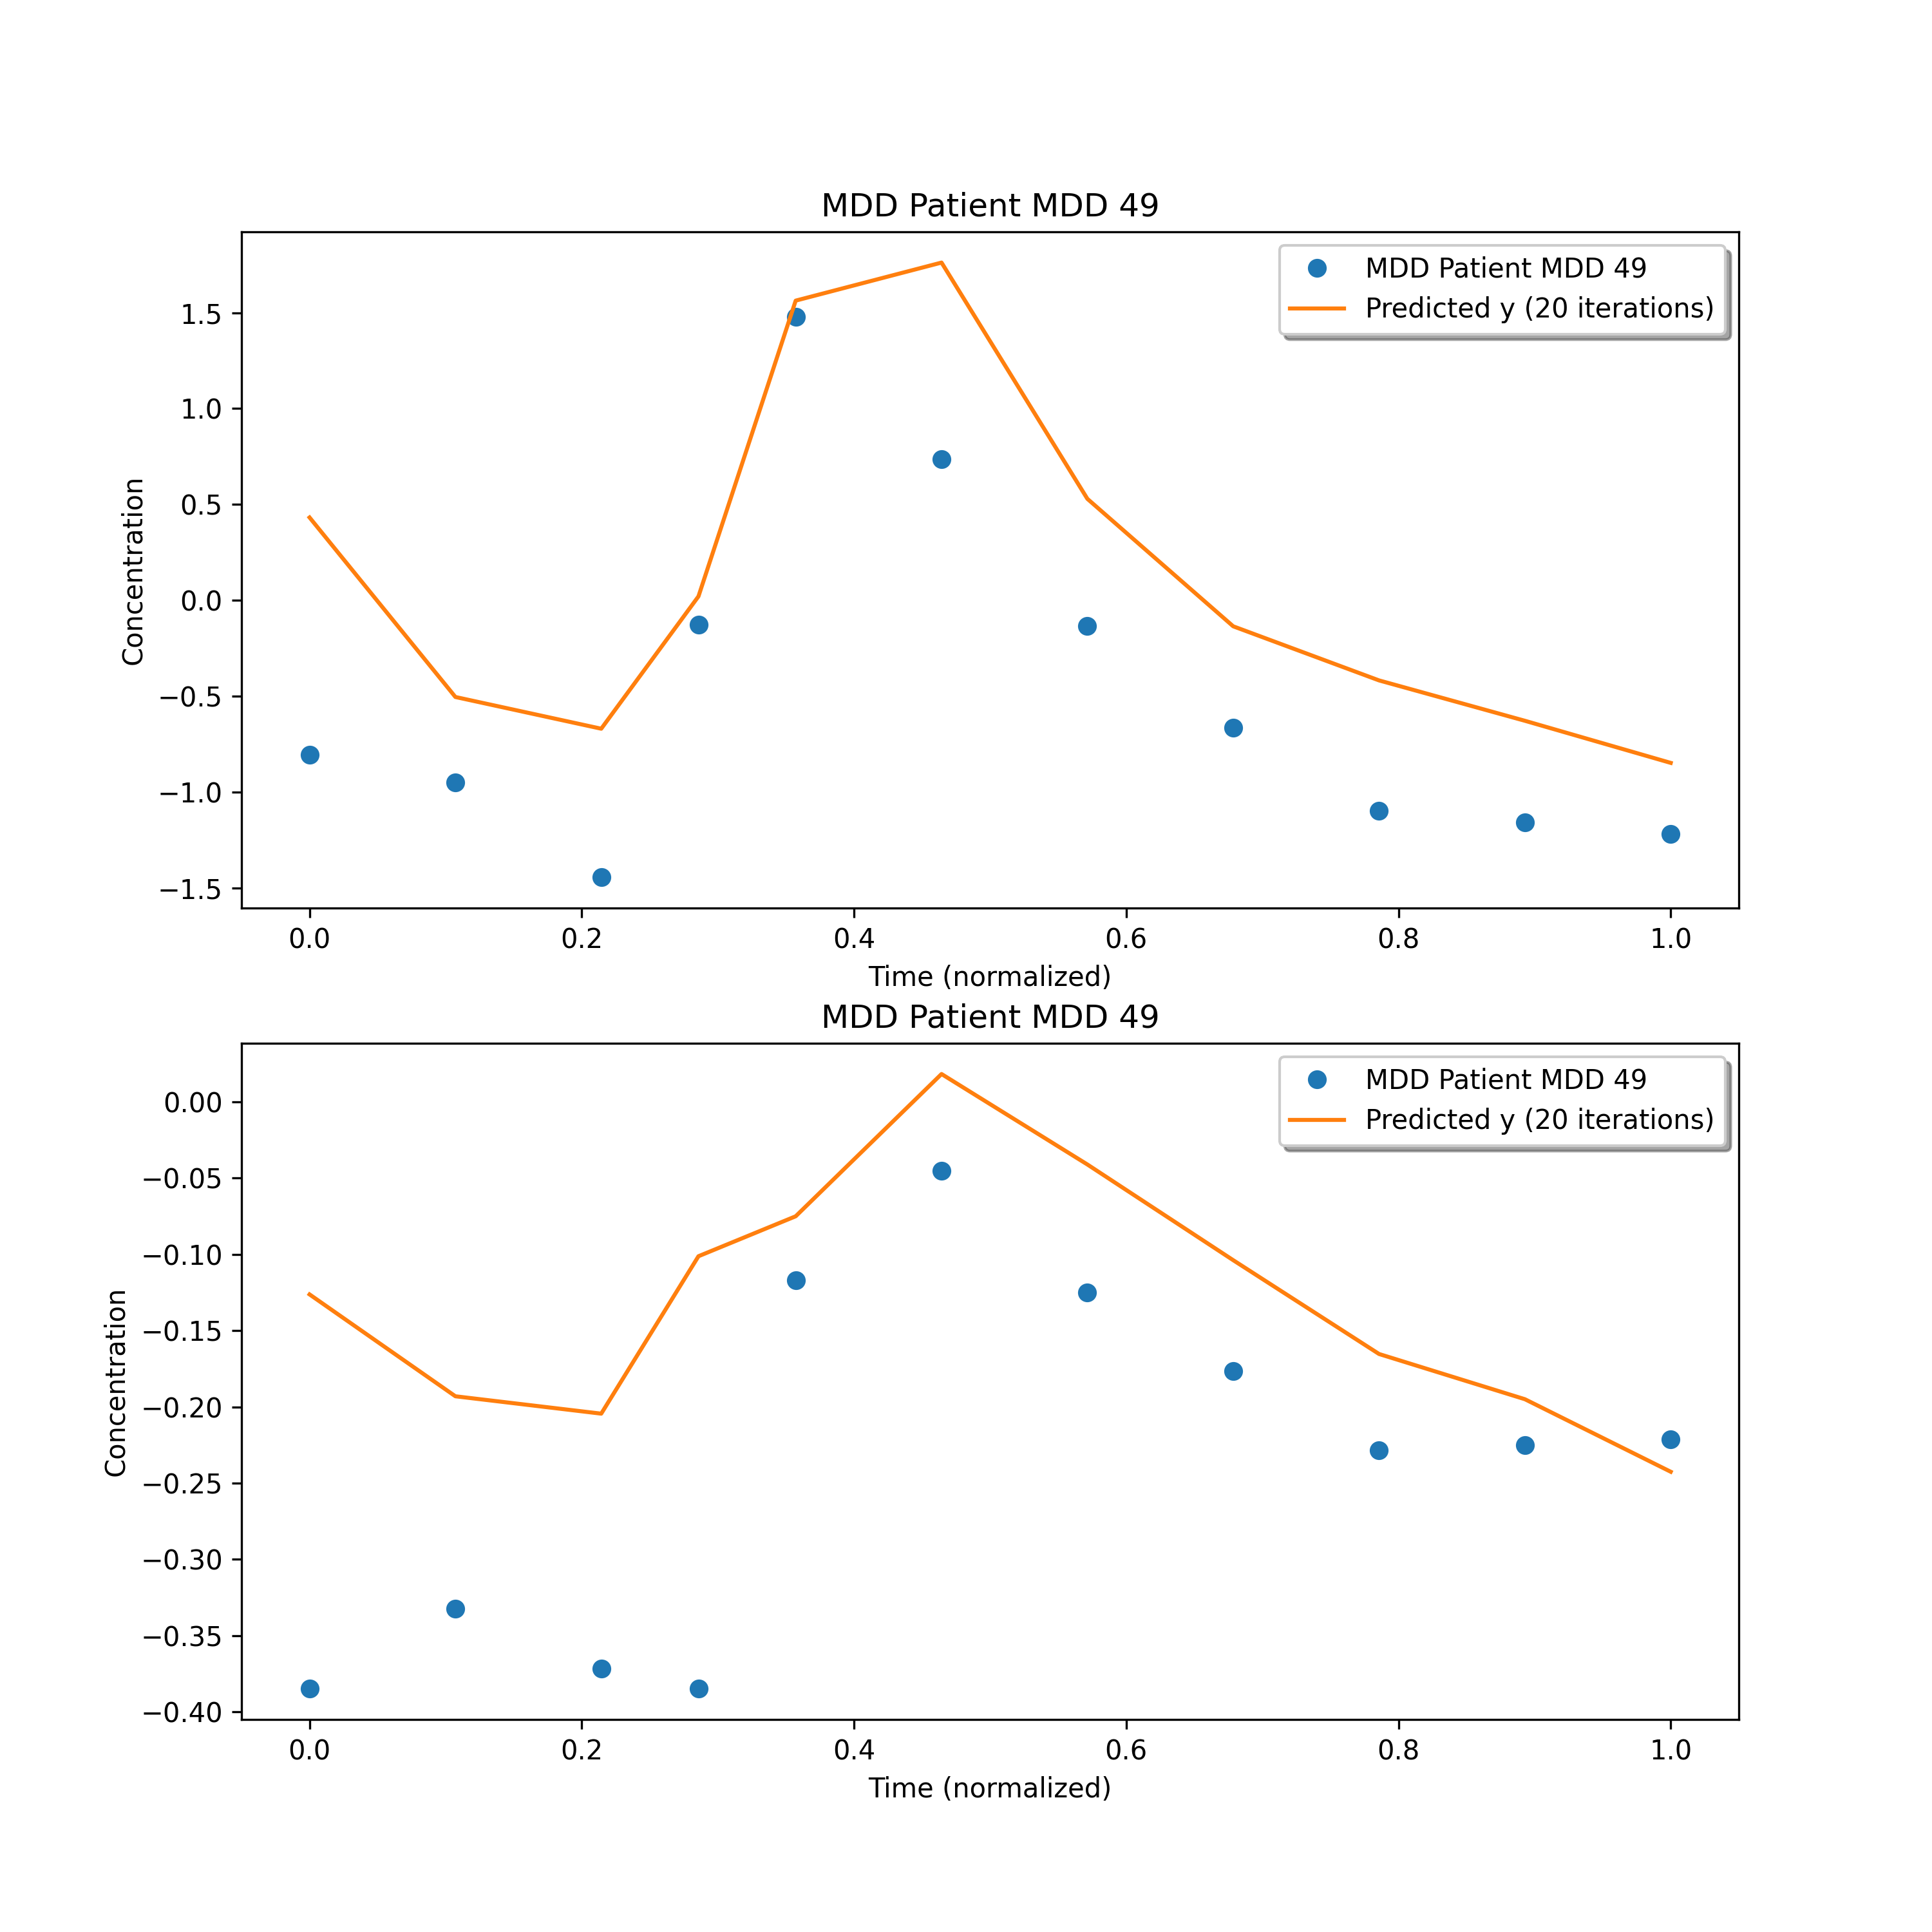 MDD Patient MDD 49
MDD Patient MDD 49
Predicted y (20 iterations)
1.5
1.0
0.5
0.0
−0.5
−1.0
−1.5
Concentration
0.0 0.2 0.4 0.6 0.8 1.0
Time (normalized)
MDD Patient MDD 49
MDD Patient MDD 49
Predicted y (20 iterations)
0.00
−0.05
−0.10
−0.15
−0.20
−0.25
−0.30
−0.35
−0.40
Concentration
0.0 0.2 0.4 0.6 0.8 1.0
Time (normalized)